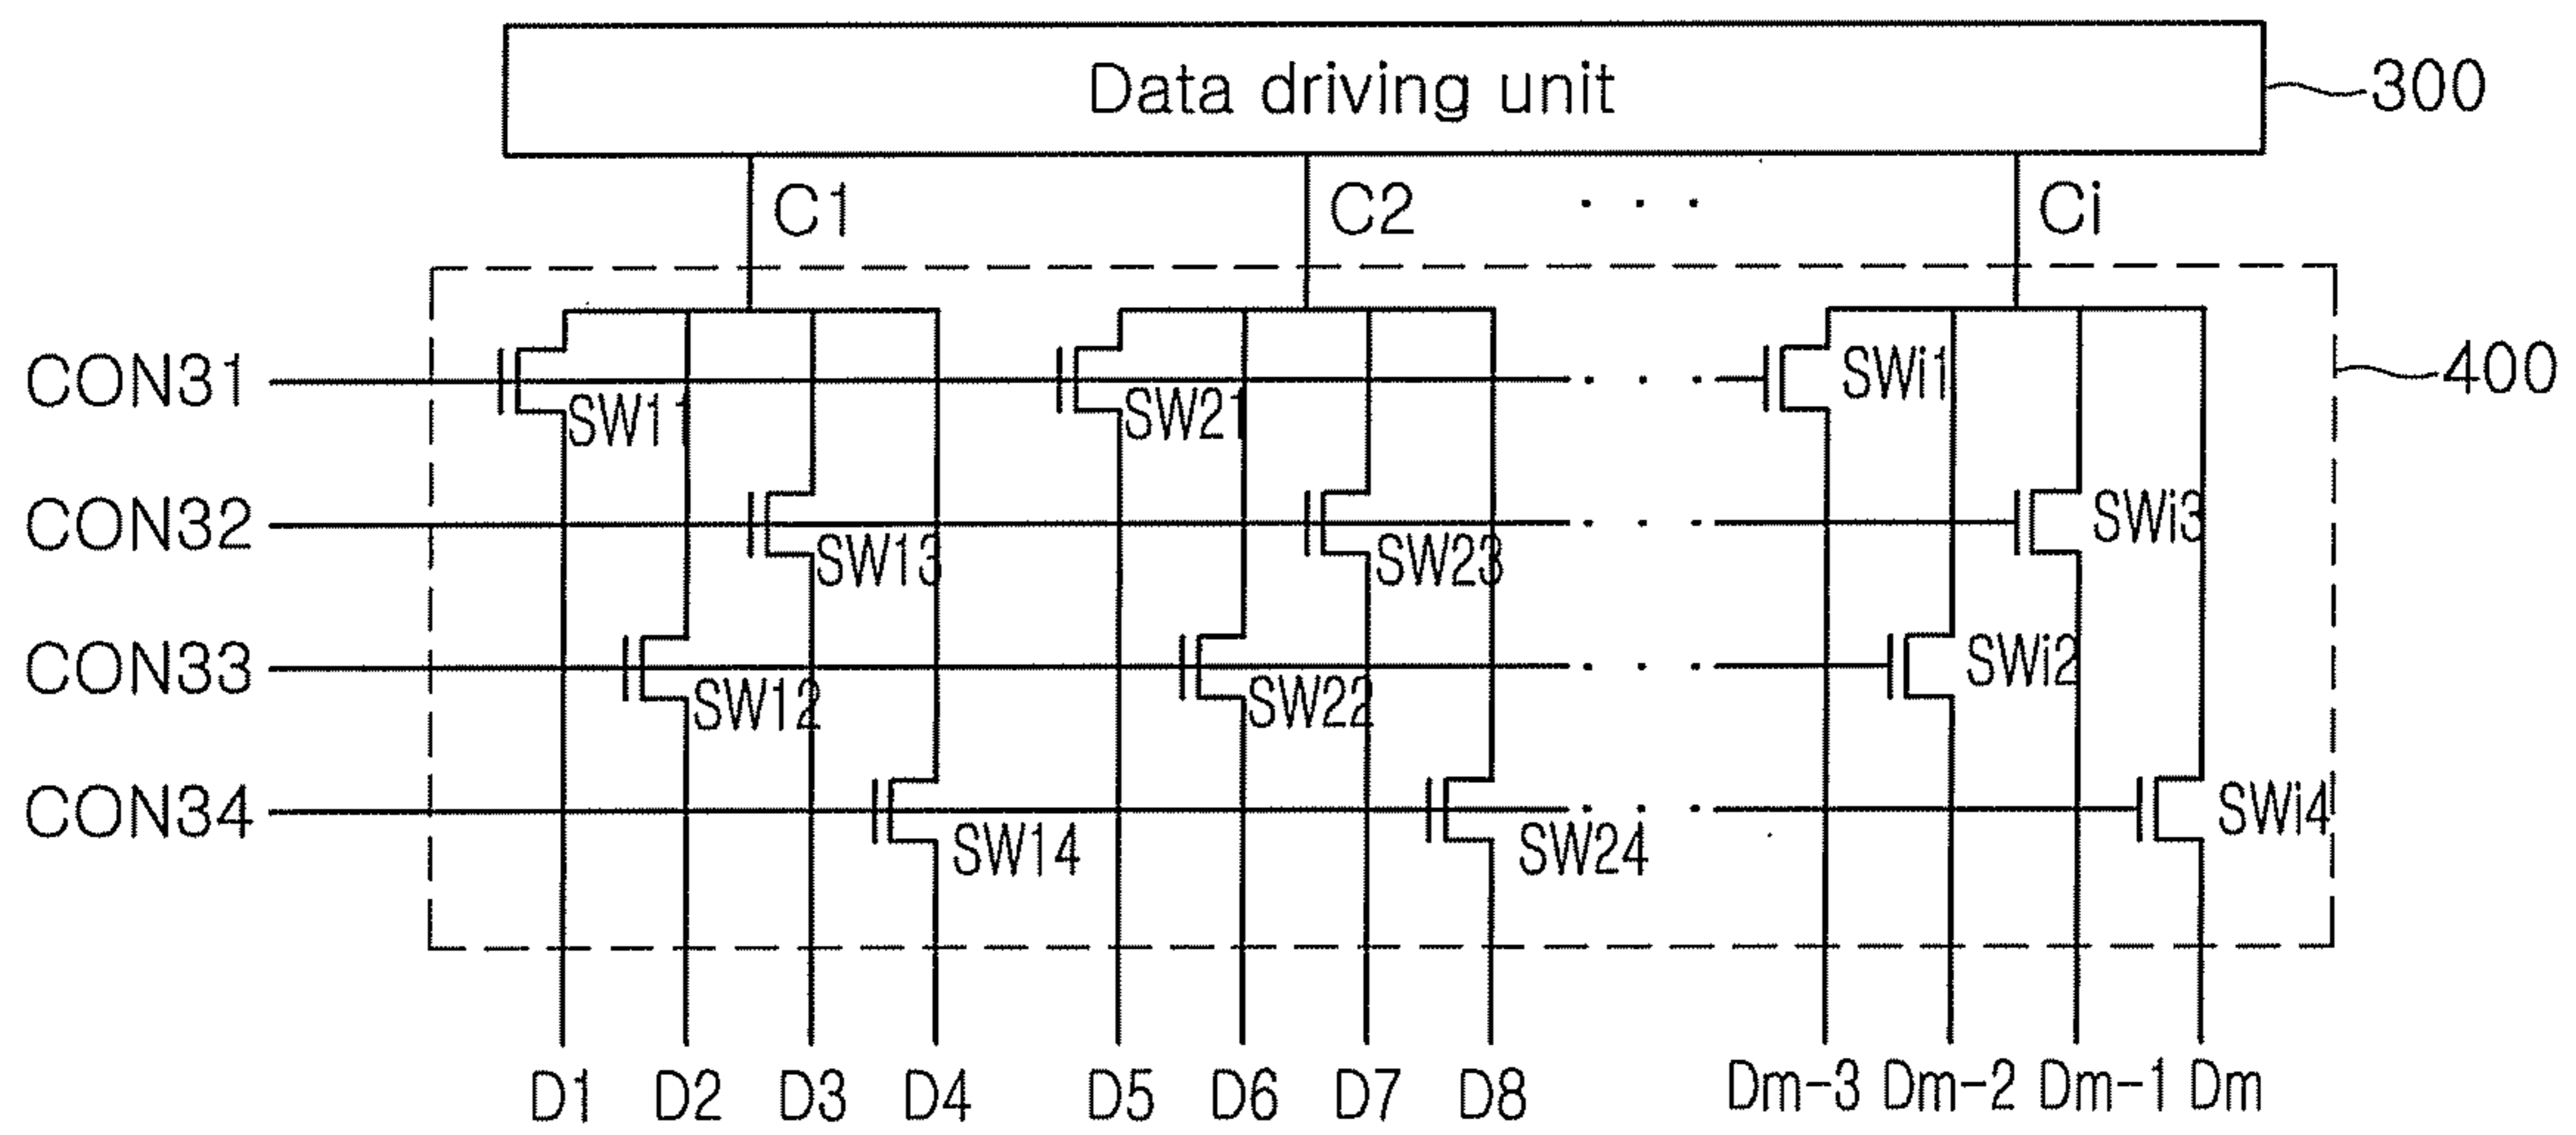 Data driving unit
300
C1
C2
. . .
Ci
400
CON31
SW11
SW21
. . .
SWi1
CON32
SW13
SW23
. . .
SWi3
CON33
SW12
SW22
. . .
SWi2
CON34
SW14
SW24
. . .
SWi4
D1 D2 D3 D4 D5 D6 D7 D8 Dm-3 Dm-2 Dm-1 Dm